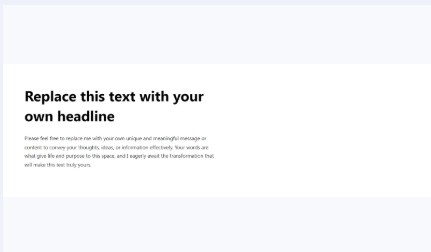 Replace this text with your
own headline
Please feel free to replace me with your own unique and meaningful message or
content to convey your thoughts, ideas, or information effectively. Your words are
what give life and purpose to this space, and I eagerly await the transformation that
will make this text truly yours.